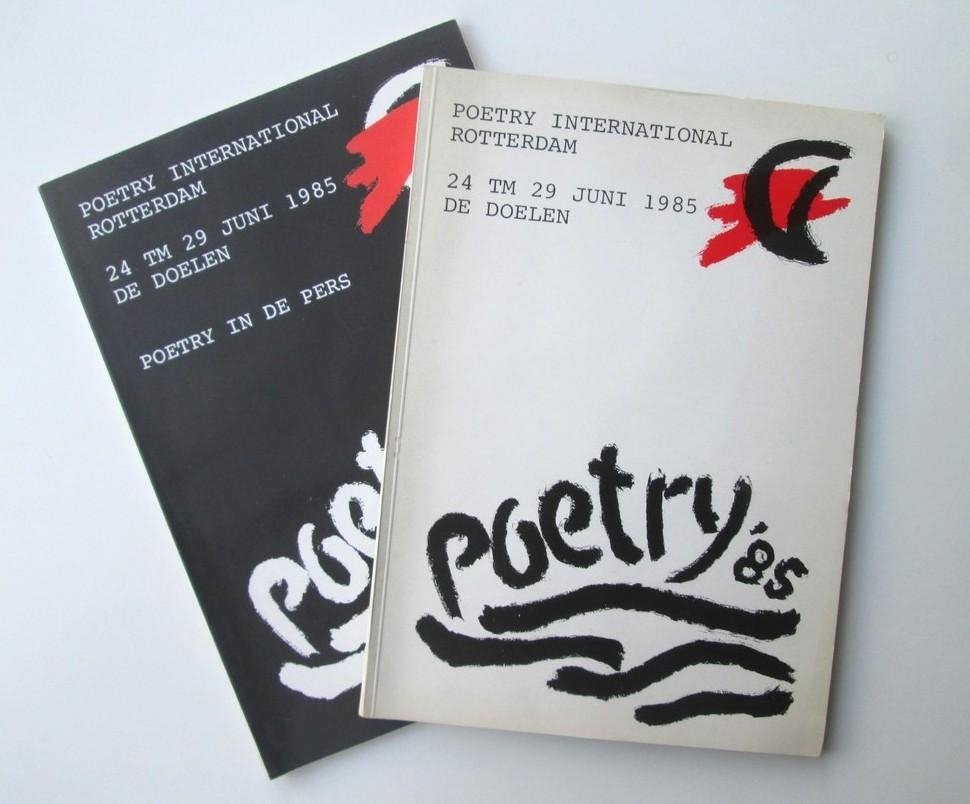 POETRY INTERNATIONAL
ROTTERDAM
24 TM 29 JUNI 1985
DE DOELEN
POETRY IN DE PERS
poet
POETRY INTERNATIONAL
ROTTERDAM
24 TM 29 JUNI 1985
DE DOELEN
poetry '85